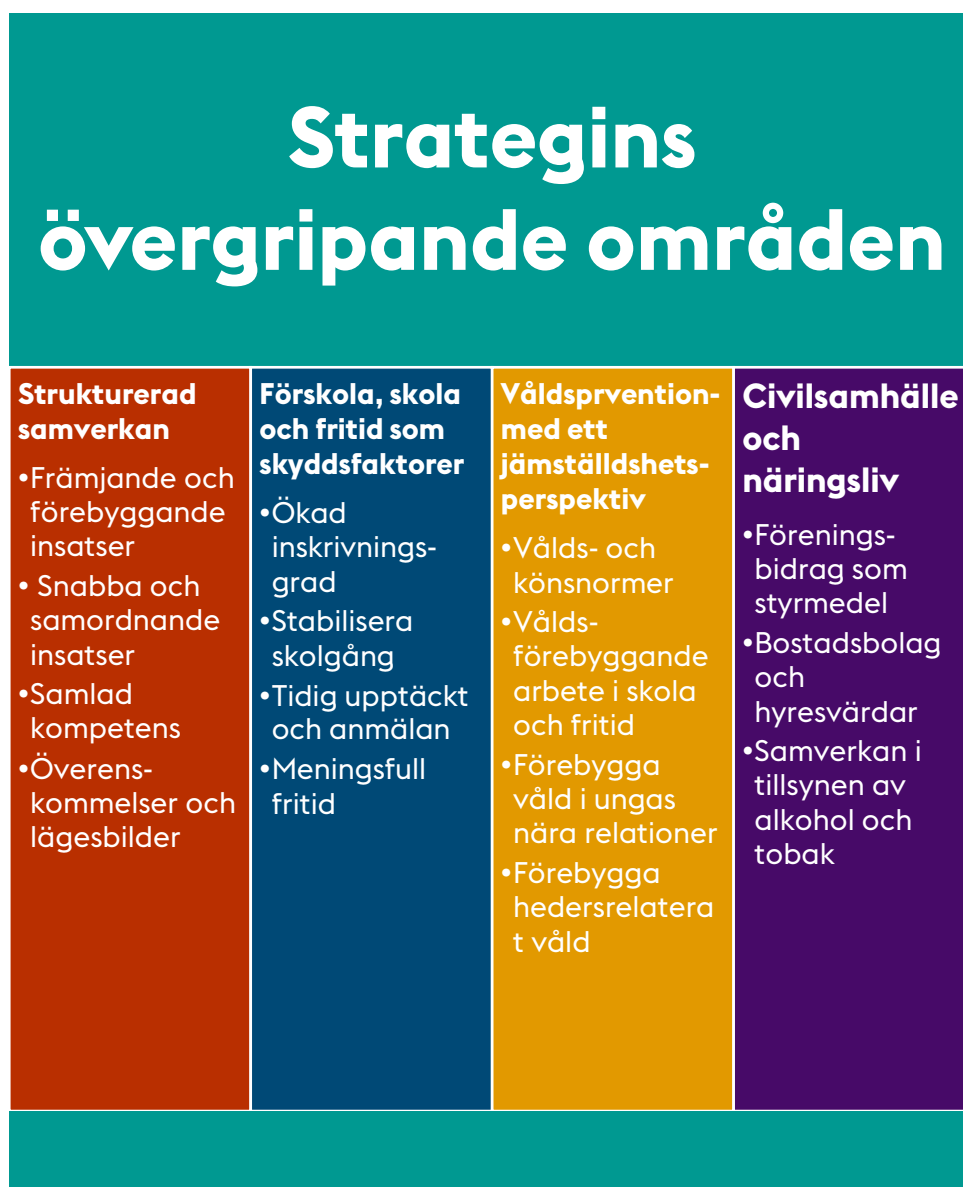 Strategins
övergripande områden
Strukturerad
samverkan
•Främjande och
förebyggande
insatser
• Snabba och
samordnande
insatser
•Samlad
kompetens
•Överens-
kommelser och
lägesbilder
Förskola, skola
och fritid som
skyddsfaktorer
•Ökad
inskrivnings-
grad
•Stabilisera
skolgång
•Tidig upptäckt
och anmälan
•Meningsfull
fritid
Våldsprvention-
med ett
jämställdshets-
perspektiv
•Vålds- och
könsnormer
•Vålds-
förebyggande
arbete i skola
och fritid
•Förebygga
våld i ungas
nära relationer
•Förebygga
hedersrelatera
t våld
Civilsamhälle
och
näringsliv
•Förenings-
bidrag som
styrmedel
•Bostadsbolag
och
hyresvärdar
•Samverkan i
tillsynen av
alkohol och
tobak